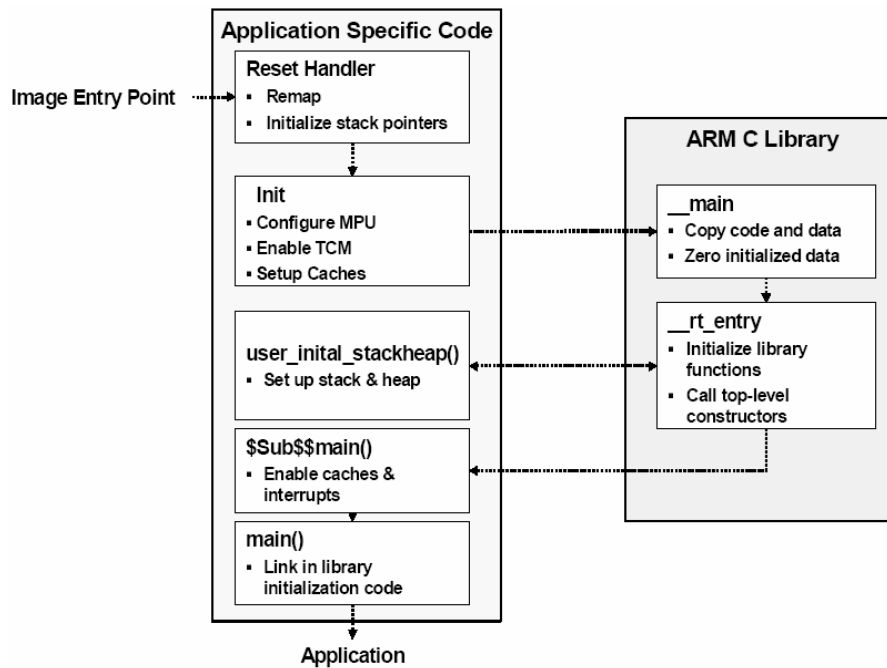 Application Specific Code
Image Entry Point
Reset Handler
▪ Remap
▪ Initialize stack pointers
Init
▪ Configure MPU
▪ Enable TCM
▪ Setup Caches
user_inital_stackheap()
▪ Set up stack & heap
$Sub$$main()
▪ Enable caches &
interrupts
main()
▪ Link in library
initialization code
Application
ARM C Library
__main
▪ Copy code and data
▪ Zero initialized data
__rt_entry
▪ Initialize library
functions
▪ Call top-level
constructors